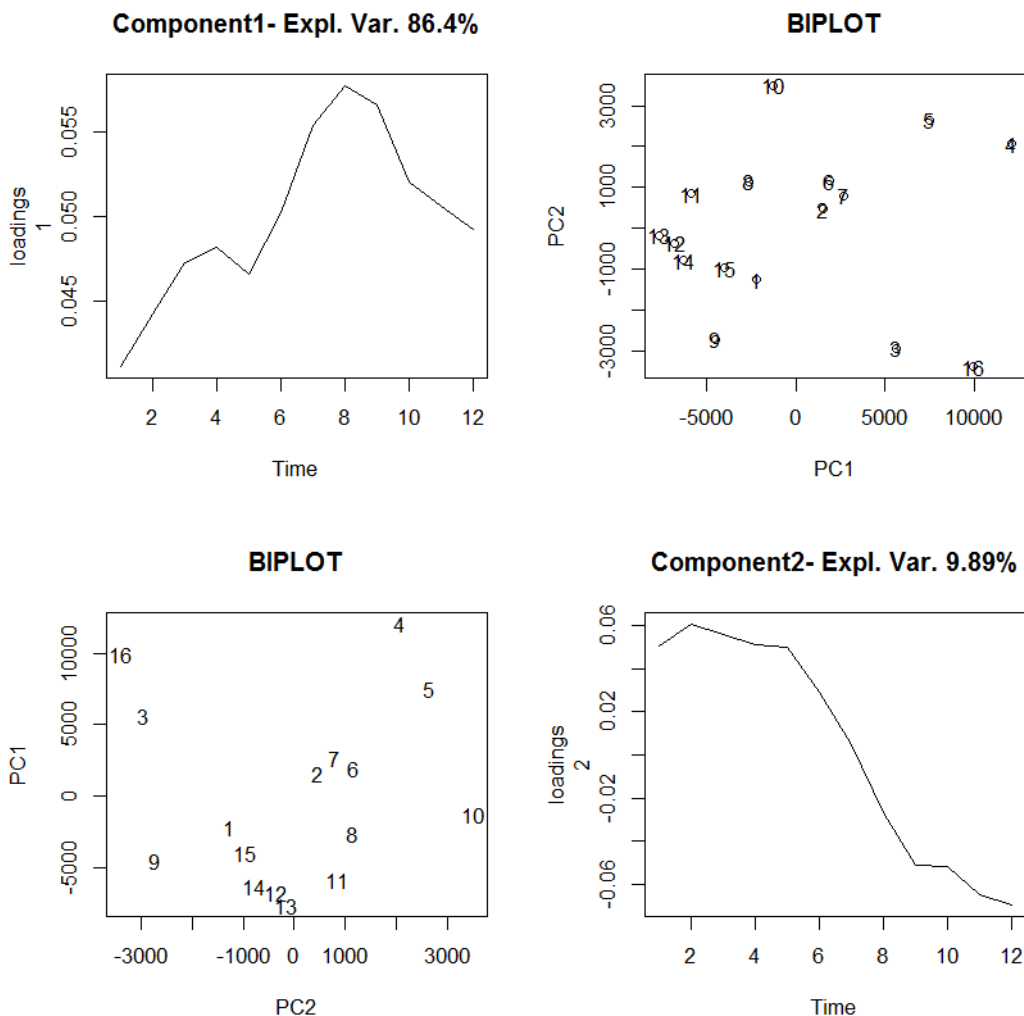 Component1- Expl. Var. 86.4%
loadings
1
0.045 0.050 0.055
2 4 6 8 10 12
Time
BIPLOT
PC2
-3000 -1000 1000 3000
10
5
4
8
6
7
11
2
13
12
14
15
1
9
3
16
-5000 0 5000 10000
PC1
BIPLOT
PC1
-5000 0 5000 10000
4
16
5
3
7
6
2
10
1
8
15
9
11
14
12
13
-3000 -1000 0 1000 3000
PC2
Component2- Expl. Var. 9.89%
loadings
2
-0.06 -0.02 0.02 0.06
2 4 6 8 10 12
Time